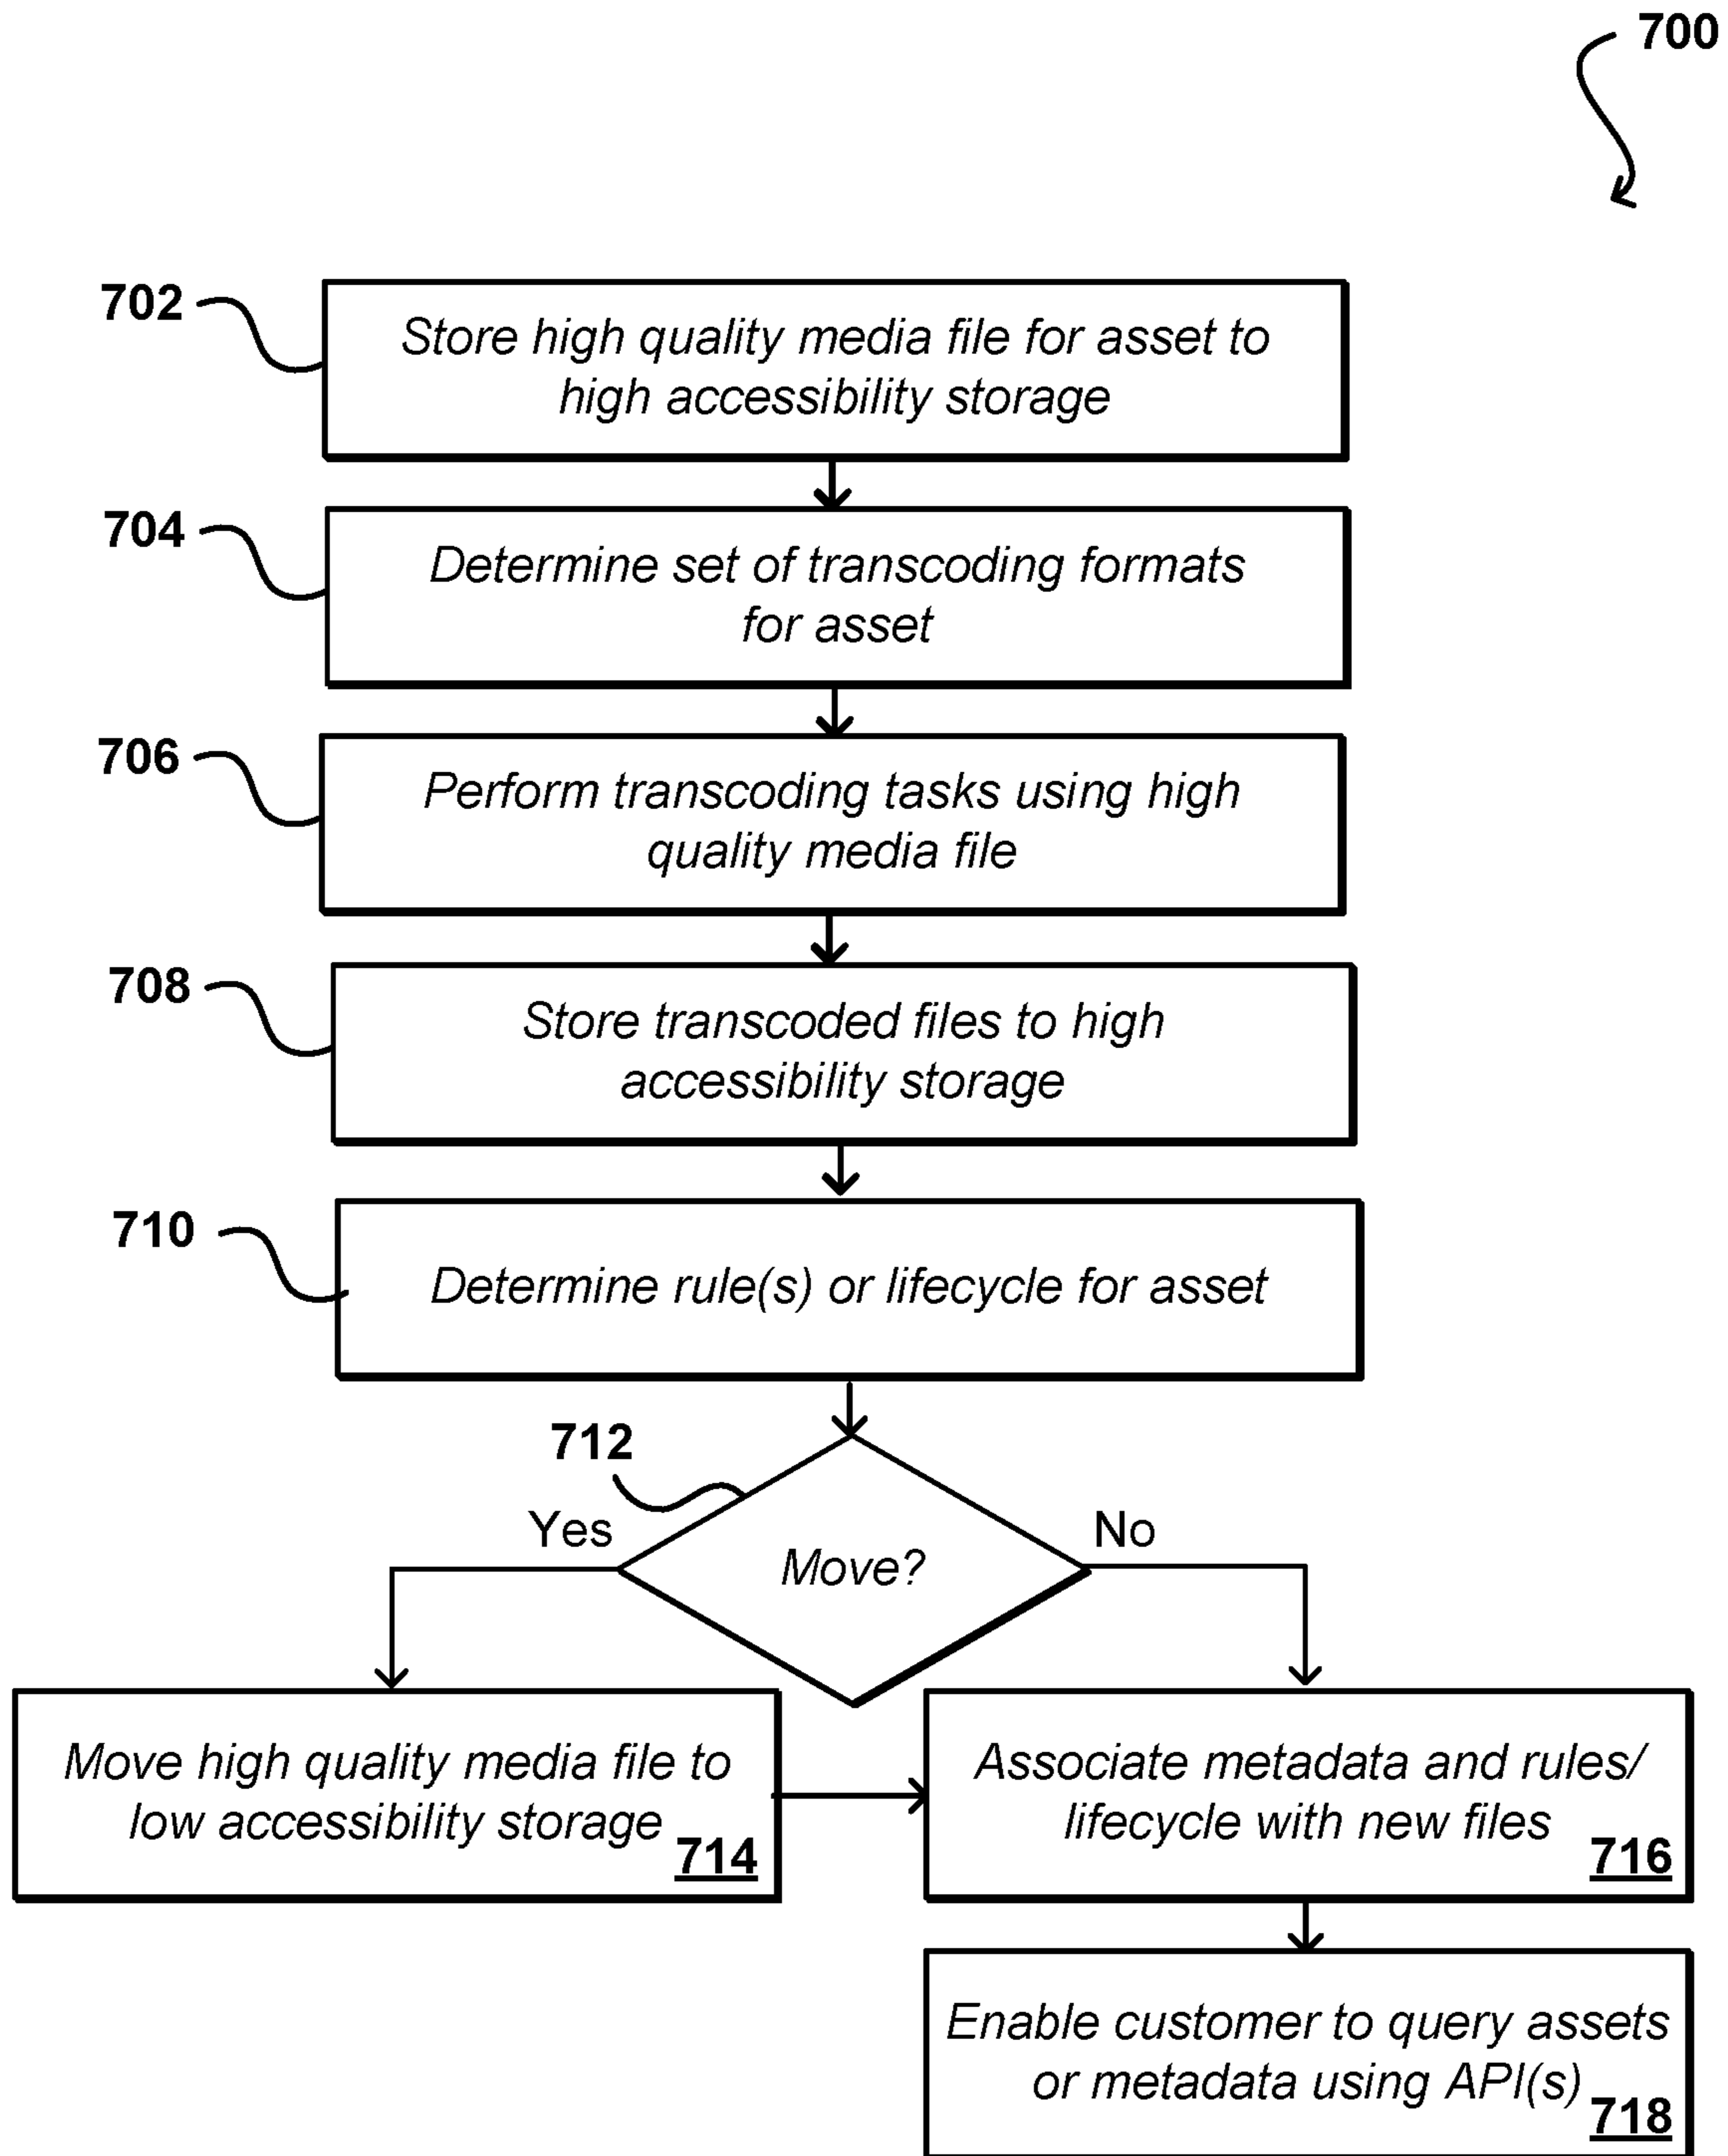 700
702
Store high quality media file for asset to
high accessibility storage
704
Determine set of transcoding formats
for asset
706
Perform transcoding tasks using high
quality media file
708
Store transcoded files to high
accessibility storage
710
Determine rule(s) or lifecycle for asset
712
Yes
No
Move?
Move high quality media file to
low accessibility storage
714
Associate metadata and rules/
lifecycle with new files
716
Enable customer to query assets
or metadata using API(s)
718